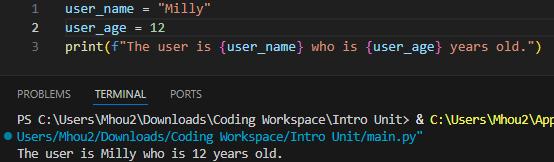 1 user_name = "Milly"
2 user_age = 12
3 print(f"The user is {user_name} who is {user_age} years old.")
PROBLEMS TERMINAL PORTS
PS C:\Users\Mhou2\Downloads\Coding Workspace\Intro Unit> & C:\Users\Mhou2\App
Users/Mhou2/Downloads/Coding Workspace/Intro Unit/main.py"
The user is Milly who is 12 years old.